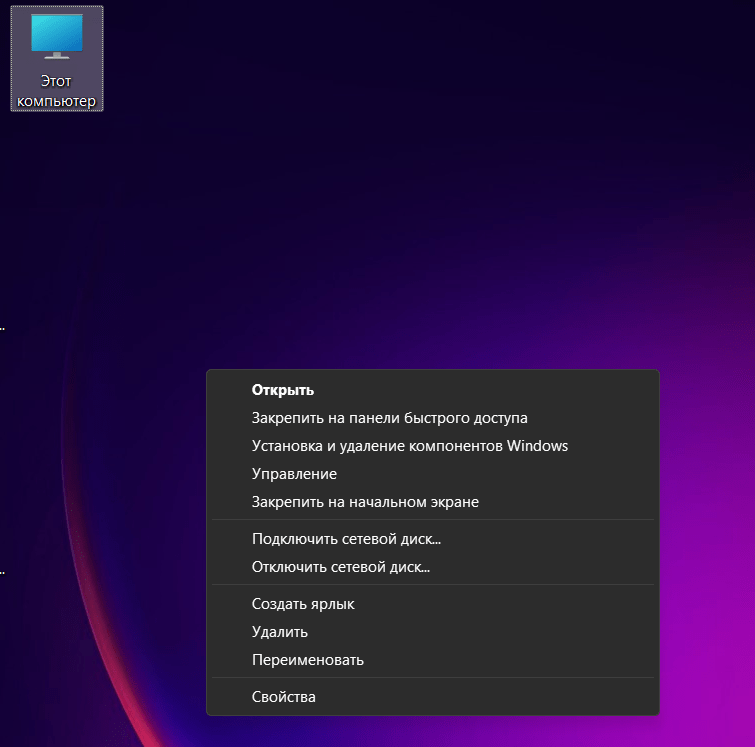 Этот
компьютер
..
..
Открыть
Закрепить на панели быстрого доступа
Установка и удаление компонентов Windows
Управление
Закрепить на начальном экране
Подключить сетевой диск...
Отключить сетевой диск...
Создать ярлык
Удалить
Переименовать
Свойства